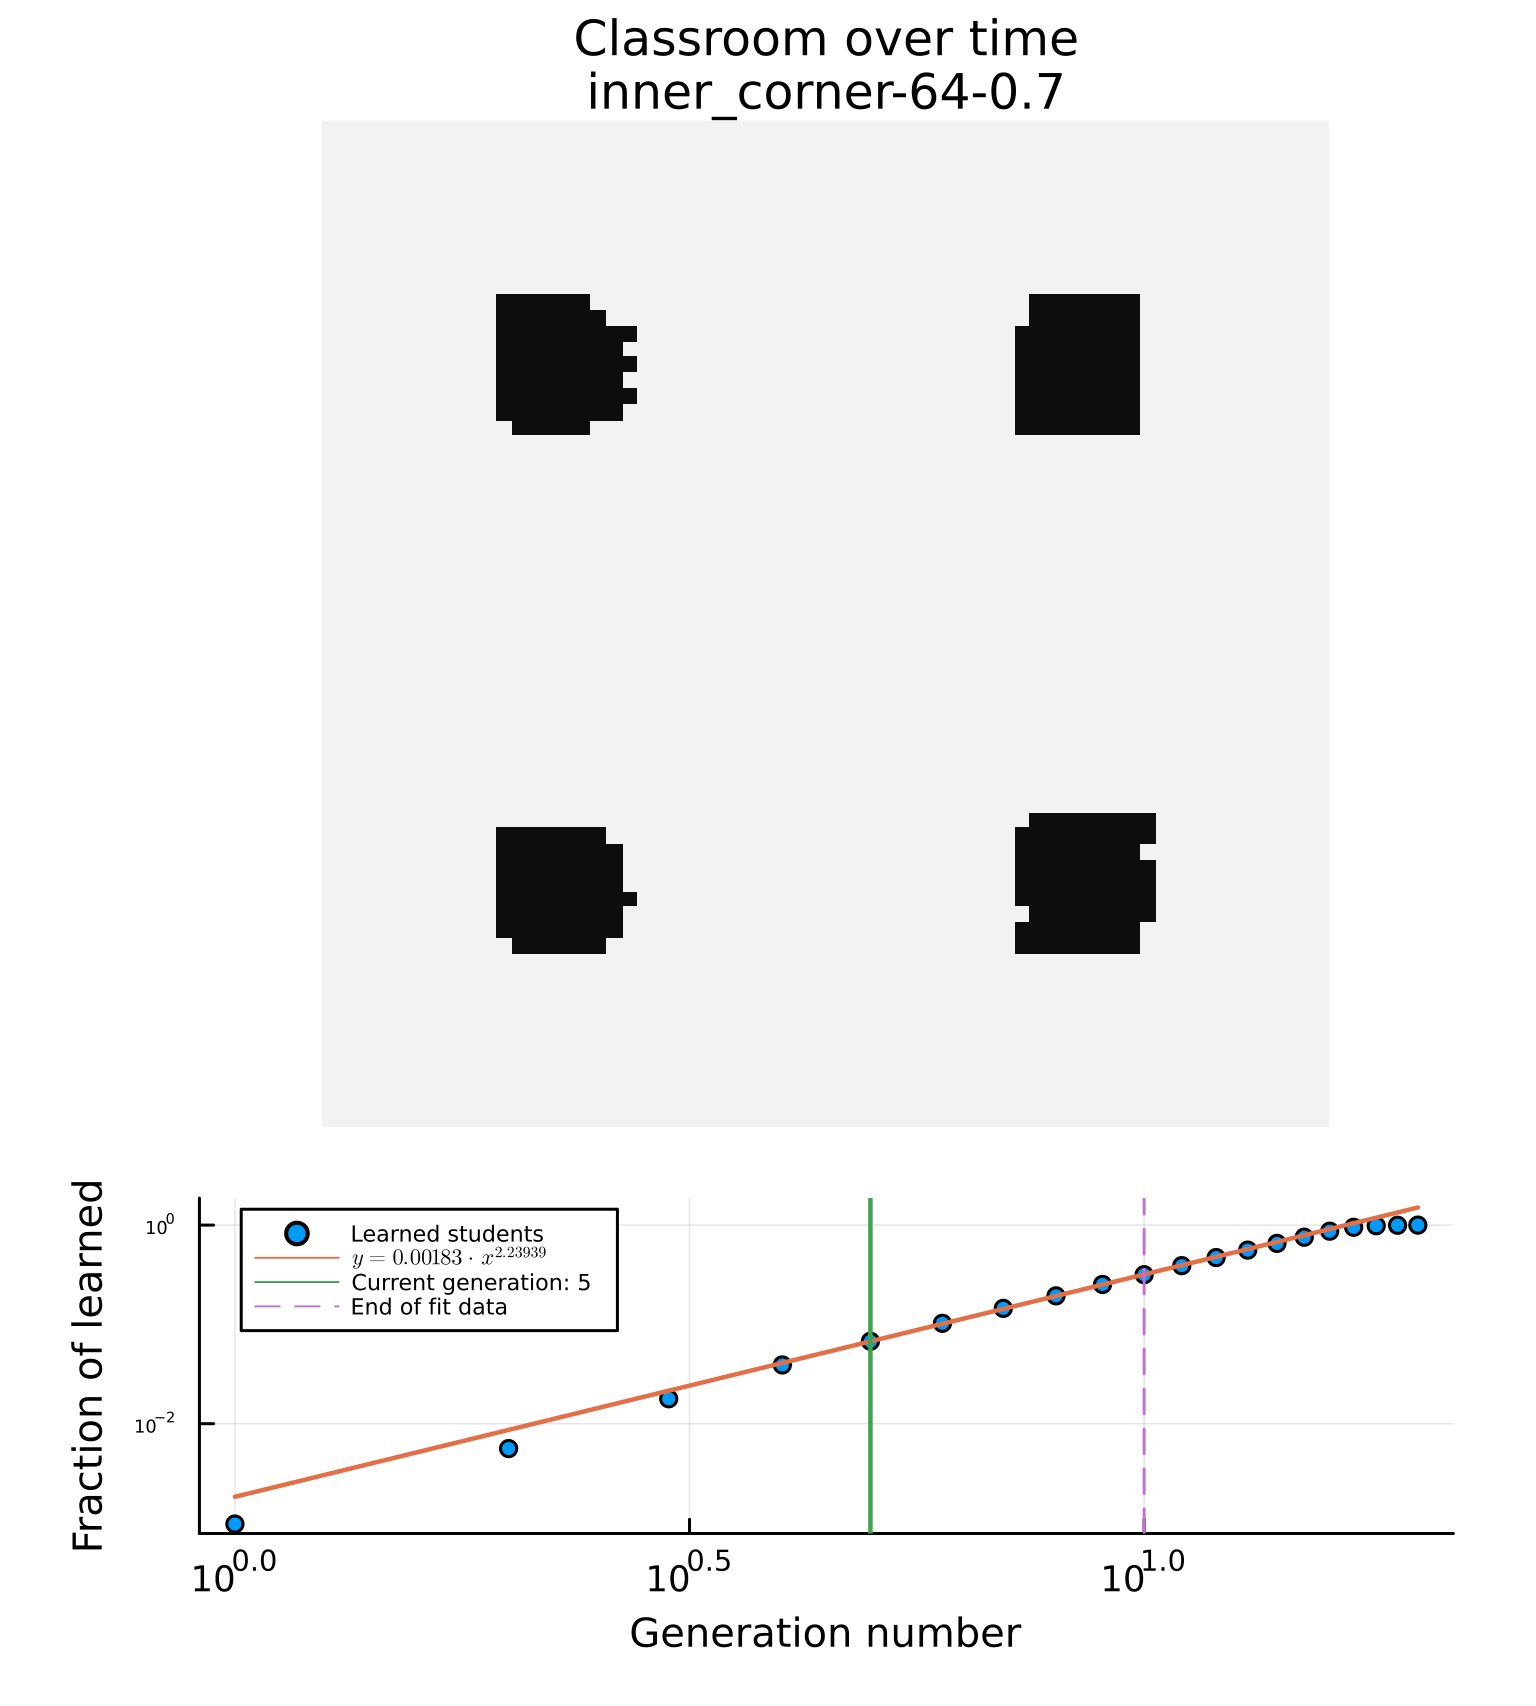 Classroom over time
inner_corner-64-0.7
Fraction of learned
10^0
10^−2
Learned students
y = 0.00183 · x^2.23939
Current generation: 5
End of fit data
10^0.0 10^0.5 10^1.0
Generation number